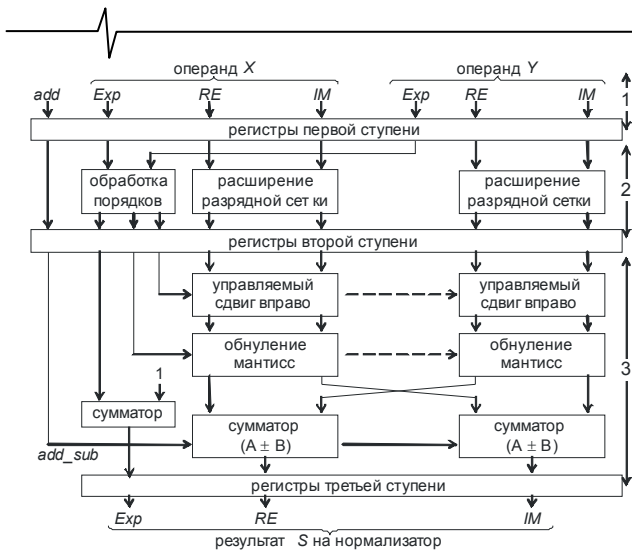 операнд X операнд Y
add Exp RE IM Exp RE IM 1
регистры первой ступени
обработка порядков
расширение разрядной сет ки
расширение разрядной сетки
2
регистры второй ступени
управляемый сдвиг вправо
управляемый сдвиг вправо
обнуление мантисс
обнуление мантисс
3
1
сумматор
сумматор (A ± B)
сумматор (A ± B)
add_sub
регистры третьей ступени
Exp RE IM
результат S на нормализатор